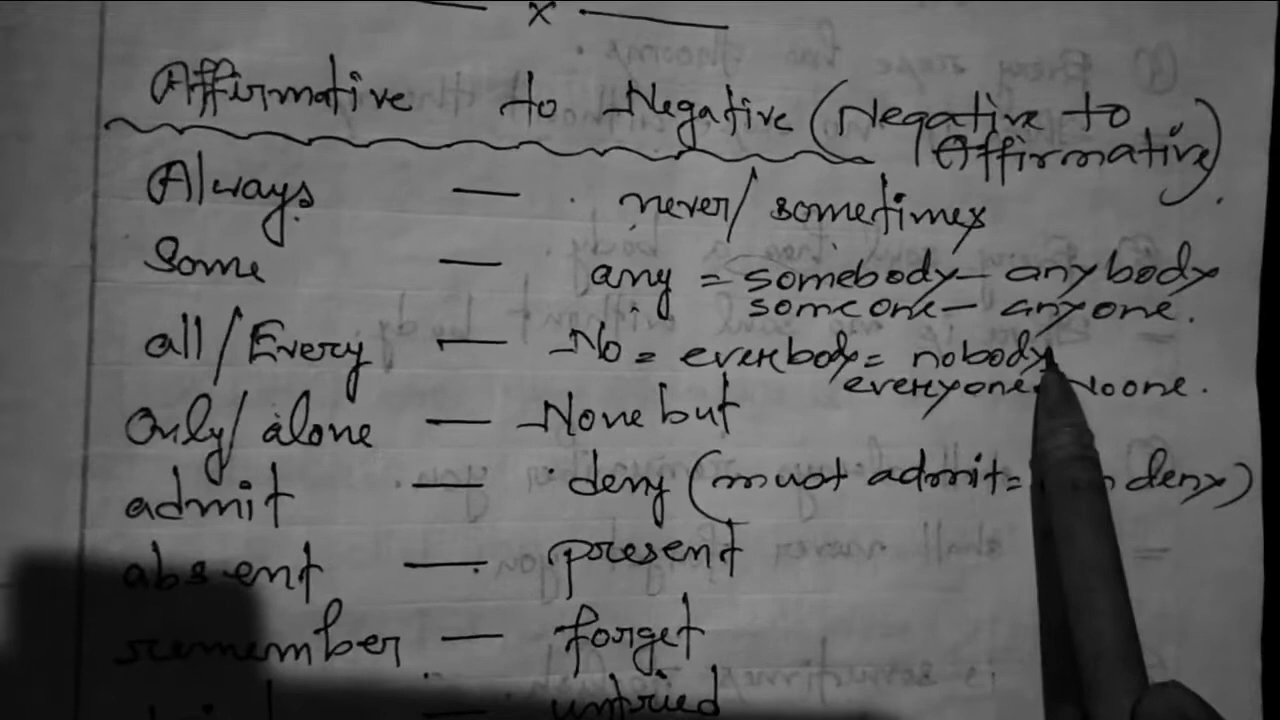 x
Affirmative to Negative (Negative to
Affirmative).
Always — never/ sometimes
Some — any = somebody — anybody
someone — anyone.
all/Every — No = everbody = nobody
everyone Noone.
Only/alone — None but
admit — deny (must admit = deny)
absent — present
remember — forget
— untried